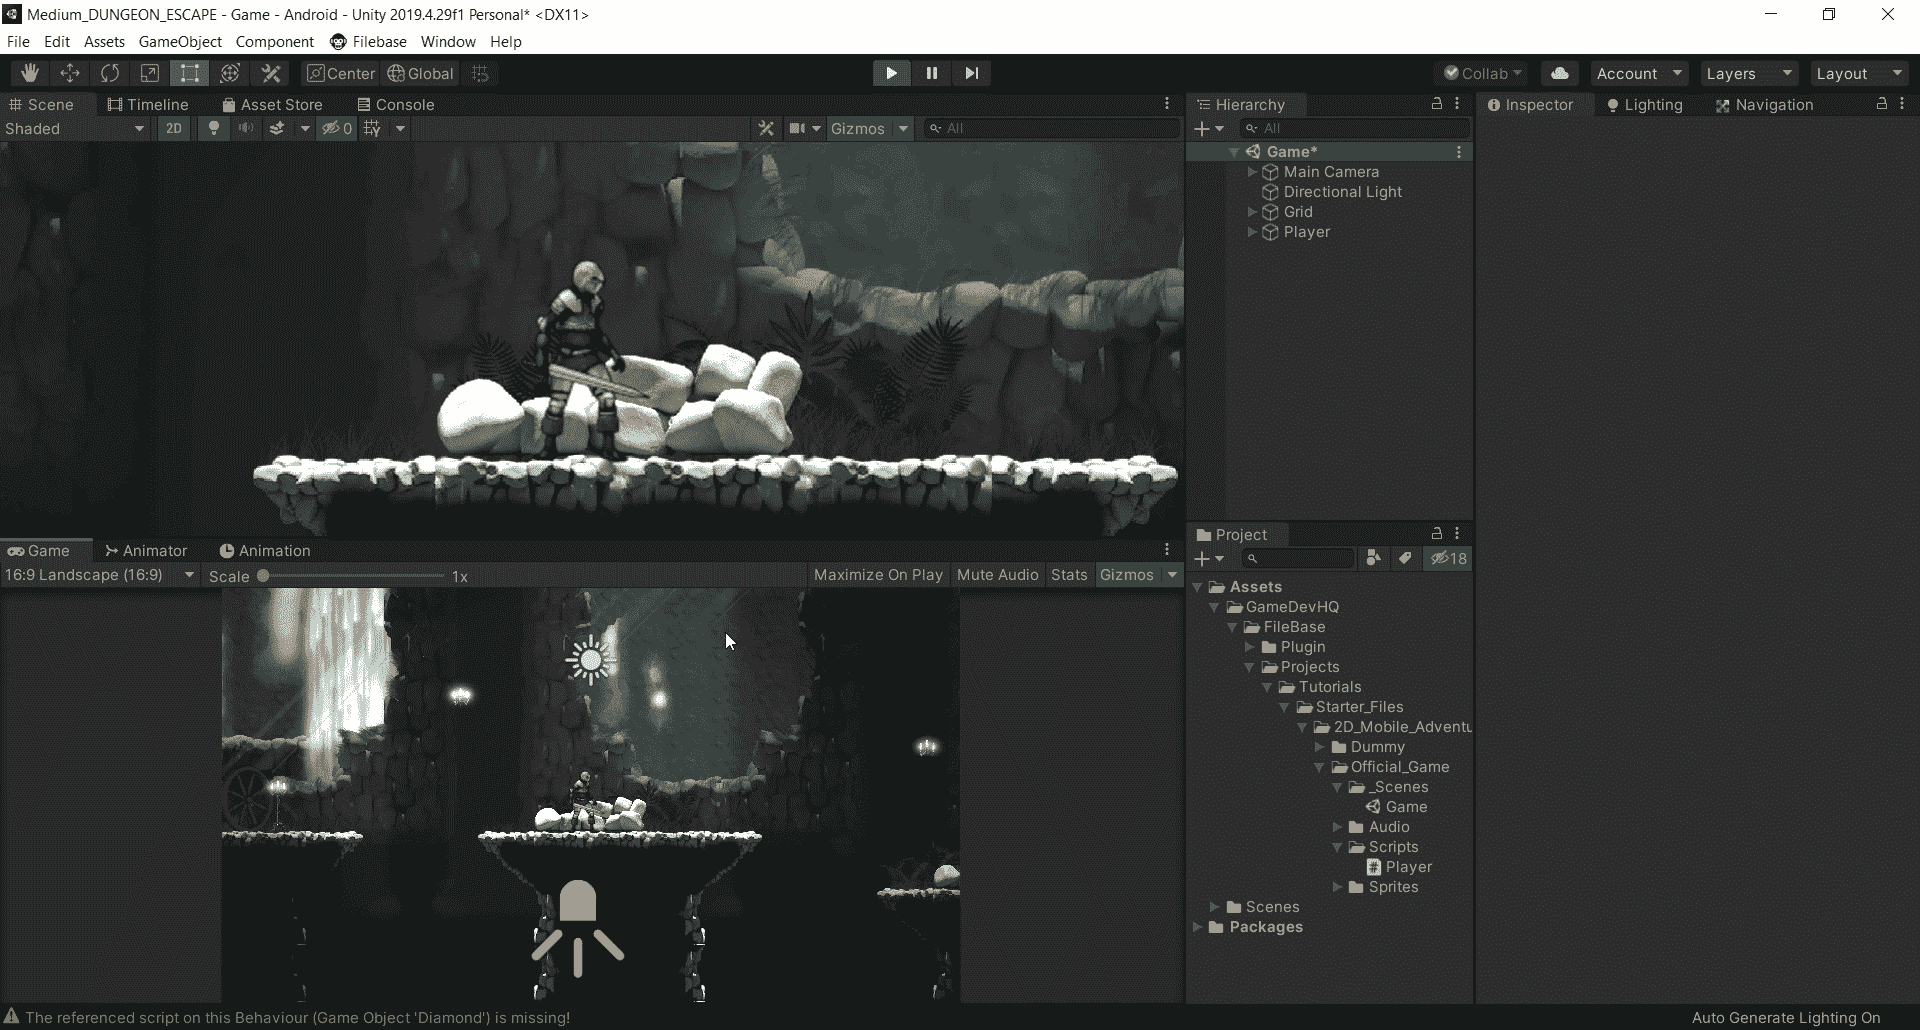 Medium_DUNGEON_ESCAPE - Game - Android - Unity 2019.4.29f1 Personal* <DX11>
File Edit Assets GameObject Component Filebase Window Help
Center Global Collab Account Layers Layout
Scene Timeline Asset Store Console
Shaded 2D 0 Gizmos All
Hierarchy
All
Game*
Main Camera
Directional Light
Grid
Player
Inspector Lighting Navigation
Game Animator Animation
16:9 Landscape (16:9) Scale 1x Maximize On Play Mute Audio Stats Gizmos
Project
18
Assets
GameDevHQ
FileBase
Plugin
Projects
Tutorials
Starter_Files
2D_Mobile_Adventu
Dummy
Official_Game
_Scenes
Game
Audio
Scripts
Player
Sprites
Scenes
Packages
The referenced script on this Behaviour (Game Object 'Diamond') is missing!
Auto Generate Lighting On